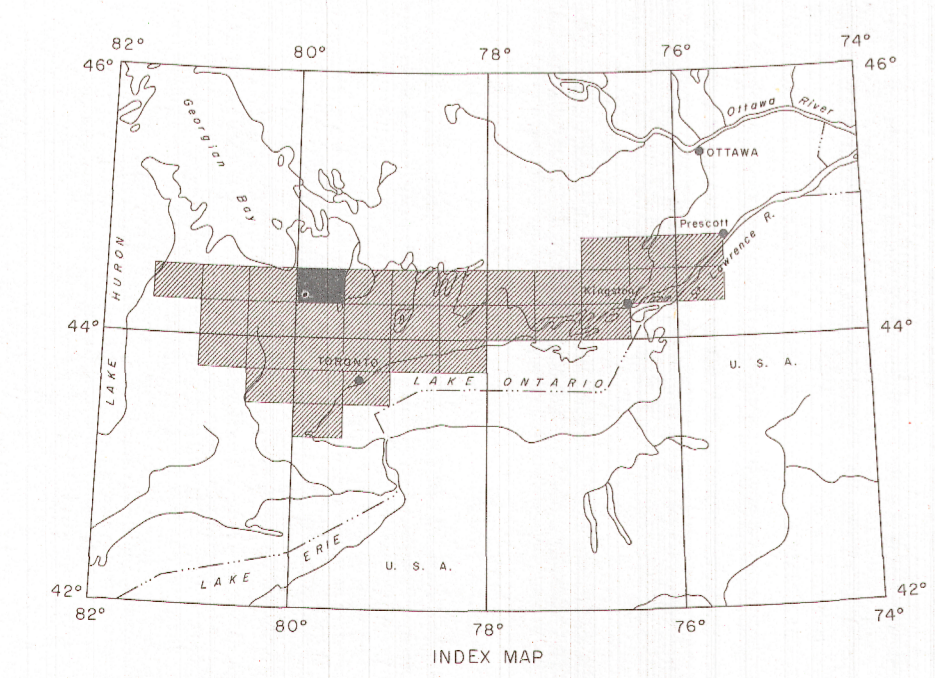 82° 80° 78° 76° 74°
46° 46°
Georgian Bay
Ottawa River
OTTAWA
Prescott
Lawrence R.
LAKE HURON
Kingston
44° 44°
TORONTO
LAKE ONTARIO
U. S. A.
LAKE ERIE
U. S. A.
42° 42°
82° 80° 78° 76° 74°
INDEX MAP